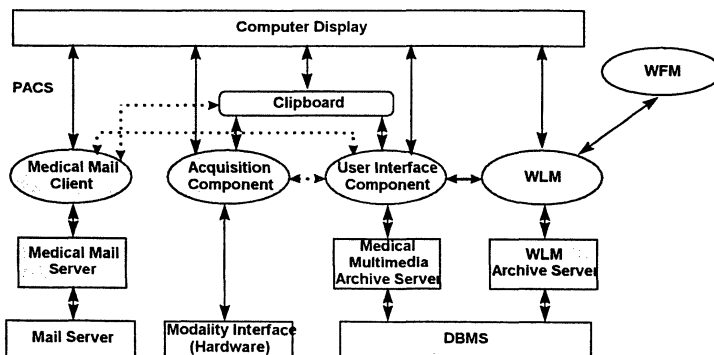 Computer Display
WFM
PACS
Clipboard
Medical Mail
Client
Acquisition
Component
User Interface
Component
WLM
Medical Mail
Server
Medical
Multimedia
Archive Server
WLM
Archive Server
Mail Server
Modality Interface
(Hardware)
DBMS